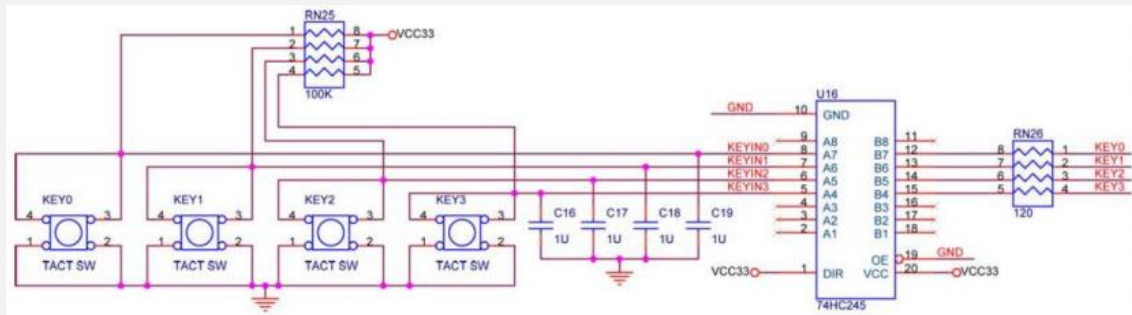 RN25
1 8 VCC33
2 7
3 6
4 5
100K
U16
GND 10 GND
9 A8 B8 11
KEYIN0 8 A7 B7 12
KEYIN1 7 A6 B6 13
KEYIN2 6 A5 B5 14
KEYIN3 5 A4 B4 15
4 A3 B3 16
3 A2 B2 17
2 A1 B1 18
OE 19 GND
VCC33 1 DIR VCC 20 VCC33
74HC245
RN26
8 1 KEY0
7 2 KEY1
6 3 KEY2
5 4 KEY3
120
KEY0 KEY1 KEY2 KEY3
4 3 4 3 4 3 4 3
1 2 1 2 1 2 1 2
TACT SW TACT SW TACT SW TACT SW
C16 C17 C18 C19
1U 1U 1U 1U